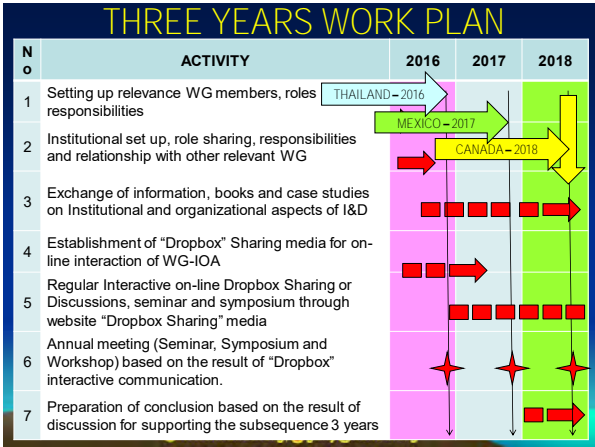 THREE YEARS WORK PLAN
N
o
ACTIVITY
2016
2017
2018
1
Setting up relevance WG members, roles
responsibilities
THAILAND – 2016
MEXICO – 2017
2
Institutional set up, role sharing, responsibilities
and relationship with other relevant WG
CANADA – 2018
3
Exchange of information, books and case studies
on Institutional and organizational aspects of I&D
4
Establishment of “Dropbox” Sharing media for on-
line interaction of WG-IOA
5
Regular Interactive on-line Dropbox Sharing or
Discussions, seminar and symposium through
website “Dropbox Sharing” media
6
Annual meeting (Seminar, Symposium and
Workshop) based on the result of “Dropbox”
interactive communication.
7
Preparation of conclusion based on the result of
discussion for supporting the subsequence 3 years